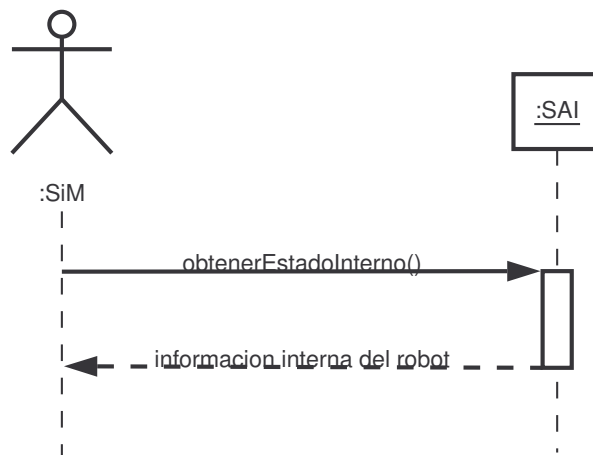 :SAI
:SiM
obtenerEstadoInterno()
informacion interna del robot